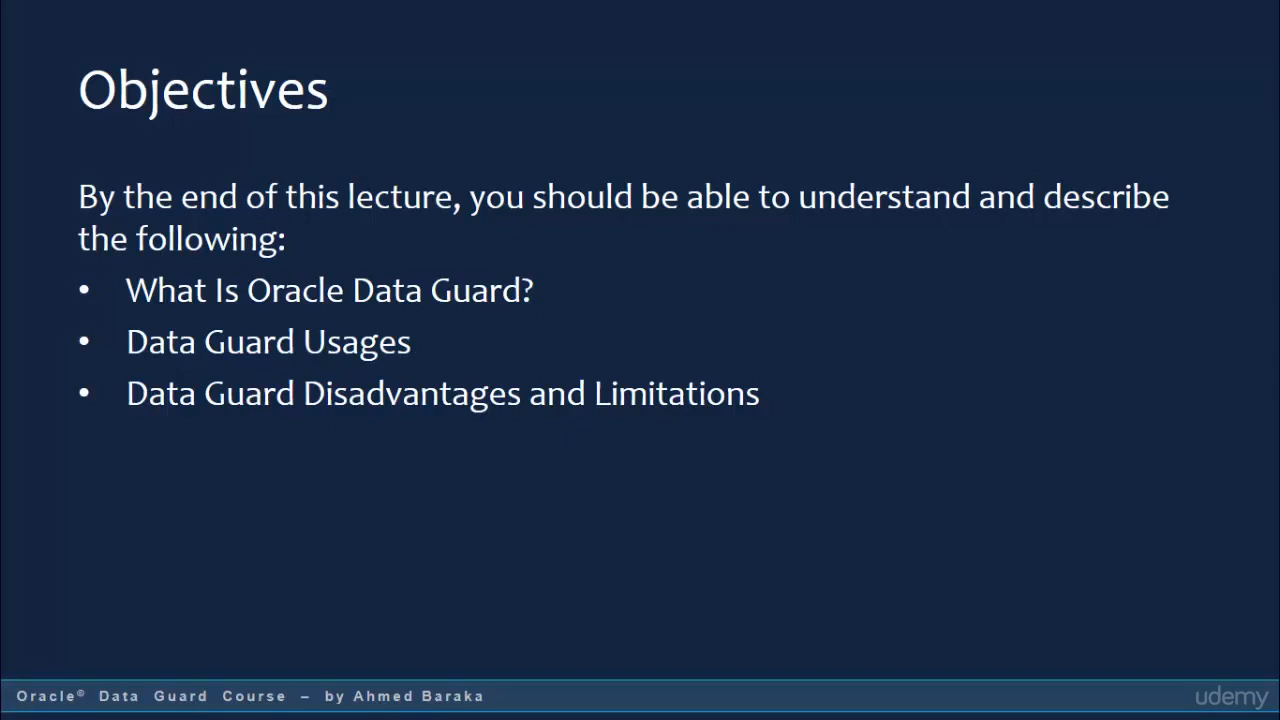 Objectives
By the end of this lecture, you should be able to understand and describe
the following:
• What Is Oracle Data Guard?
• Data Guard Usages
• Data Guard Disadvantages and Limitations
Oracle® Data Guard Course – by Ahmed Baraka
udemy